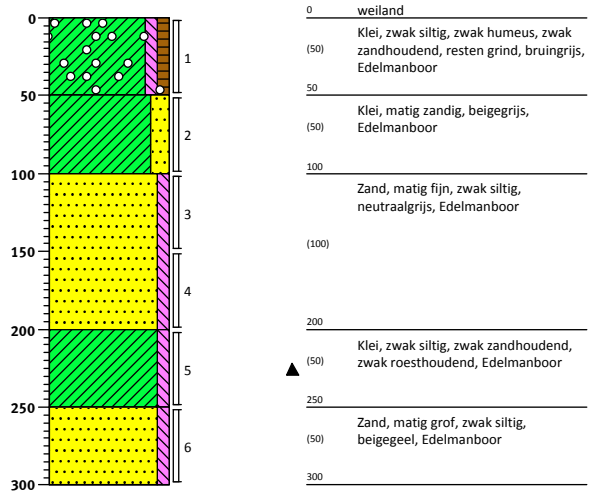 0
50
100
150
200
250
300
1
2
3
4
5
6
0 weiland
Klei, zwak siltig, zwak humeus, zwak
(50) zandhoudend, resten grind, bruingrijs,
Edelmanboor
50
Klei, matig zandig, beigegrijs,
(50) Edelmanboor
100
Zand, matig fijn, zwak siltig,
neutraalgrijs, Edelmanboor
(100)
200
Klei, zwak siltig, zwak zandhoudend,
(50) zwak roesthoudend, Edelmanboor
250
Zand, matig grof, zwak siltig,
(50) beigegeel, Edelmanboor
300